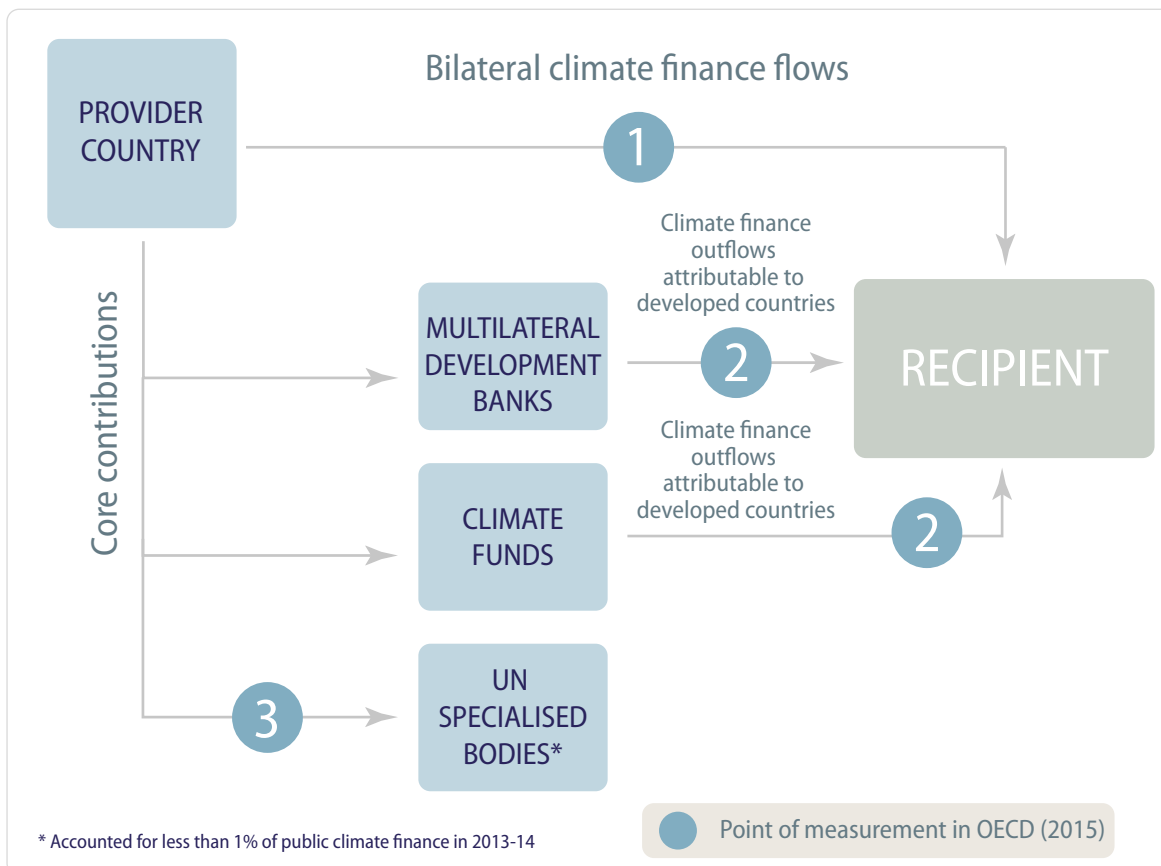 PROVIDER
COUNTRY
Bilateral climate finance flows
1
Core contributions
MULTILATERAL
DEVELOPMENT
BANKS
Climate finance
outflows
attributable to
developed countries
2
RECIPIENT
CLIMATE
FUNDS
Climate finance
outflows
attributable to
developed countries
2
3
UN
SPECIALISED
BODIES*
* Accounted for less than 1% of public climate finance in 2013-14
Point of measurement in OECD (2015)